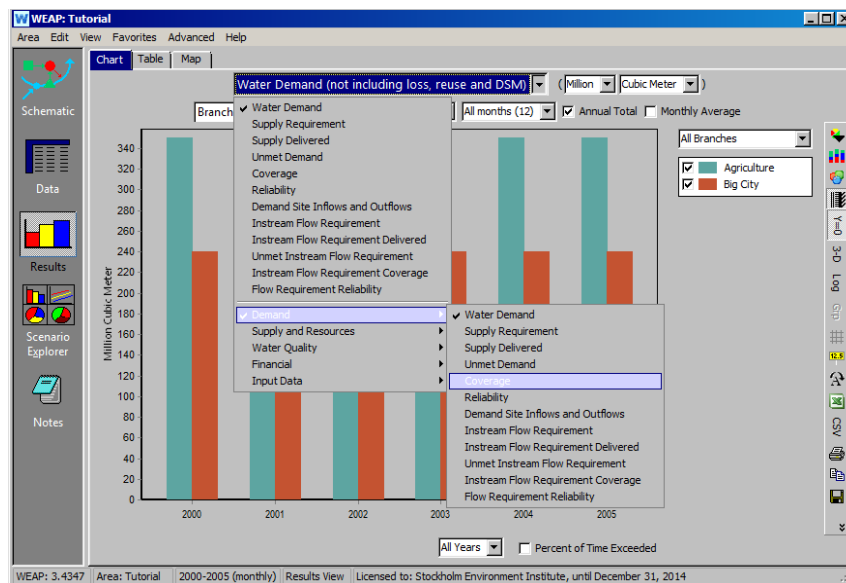 WEAP: Tutorial
Area Edit View Favorites Advanced Help
Chart Table Map
Water Demand (not including loss, reuse and DSM) ( Million Cubic Meter )
Branch All months (12) Annual Total Monthly Average
Schematic
Data
Results
Scenario
Explorer
Notes
Water Demand
Supply Requirement
Supply Delivered
Unmet Demand
Coverage
Reliability
Demand Site Inflows and Outflows
Instream Flow Requirement
Instream Flow Requirement Delivered
Unmet Instream Flow Requirement
Instream Flow Requirement Coverage
Flow Requirement Reliability
Demand
Supply and Resources
Water Quality
Financial
Input Data
Water Demand
Supply Requirement
Supply Delivered
Unmet Demand
Coverage
Reliability
Demand Site Inflows and Outflows
Instream Flow Requirement
Instream Flow Requirement Delivered
Unmet Instream Flow Requirement
Instream Flow Requirement Coverage
Flow Requirement Reliability
All Branches
Agriculture
Big City
Million Cubic Meter
340
320
300
280
260
240
220
200
180
160
140
120
100
80
60
40
20
0
2000 2001 2002 2003 2004 2005
All Years Percent of Time Exceeded
Y=0
3-D
Log
12.5
A
CSV
WEAP: 3.4347 Area: Tutorial 2000-2005 (monthly) Results View Licensed to: Stockholm Environment Institute, until December 31, 2014